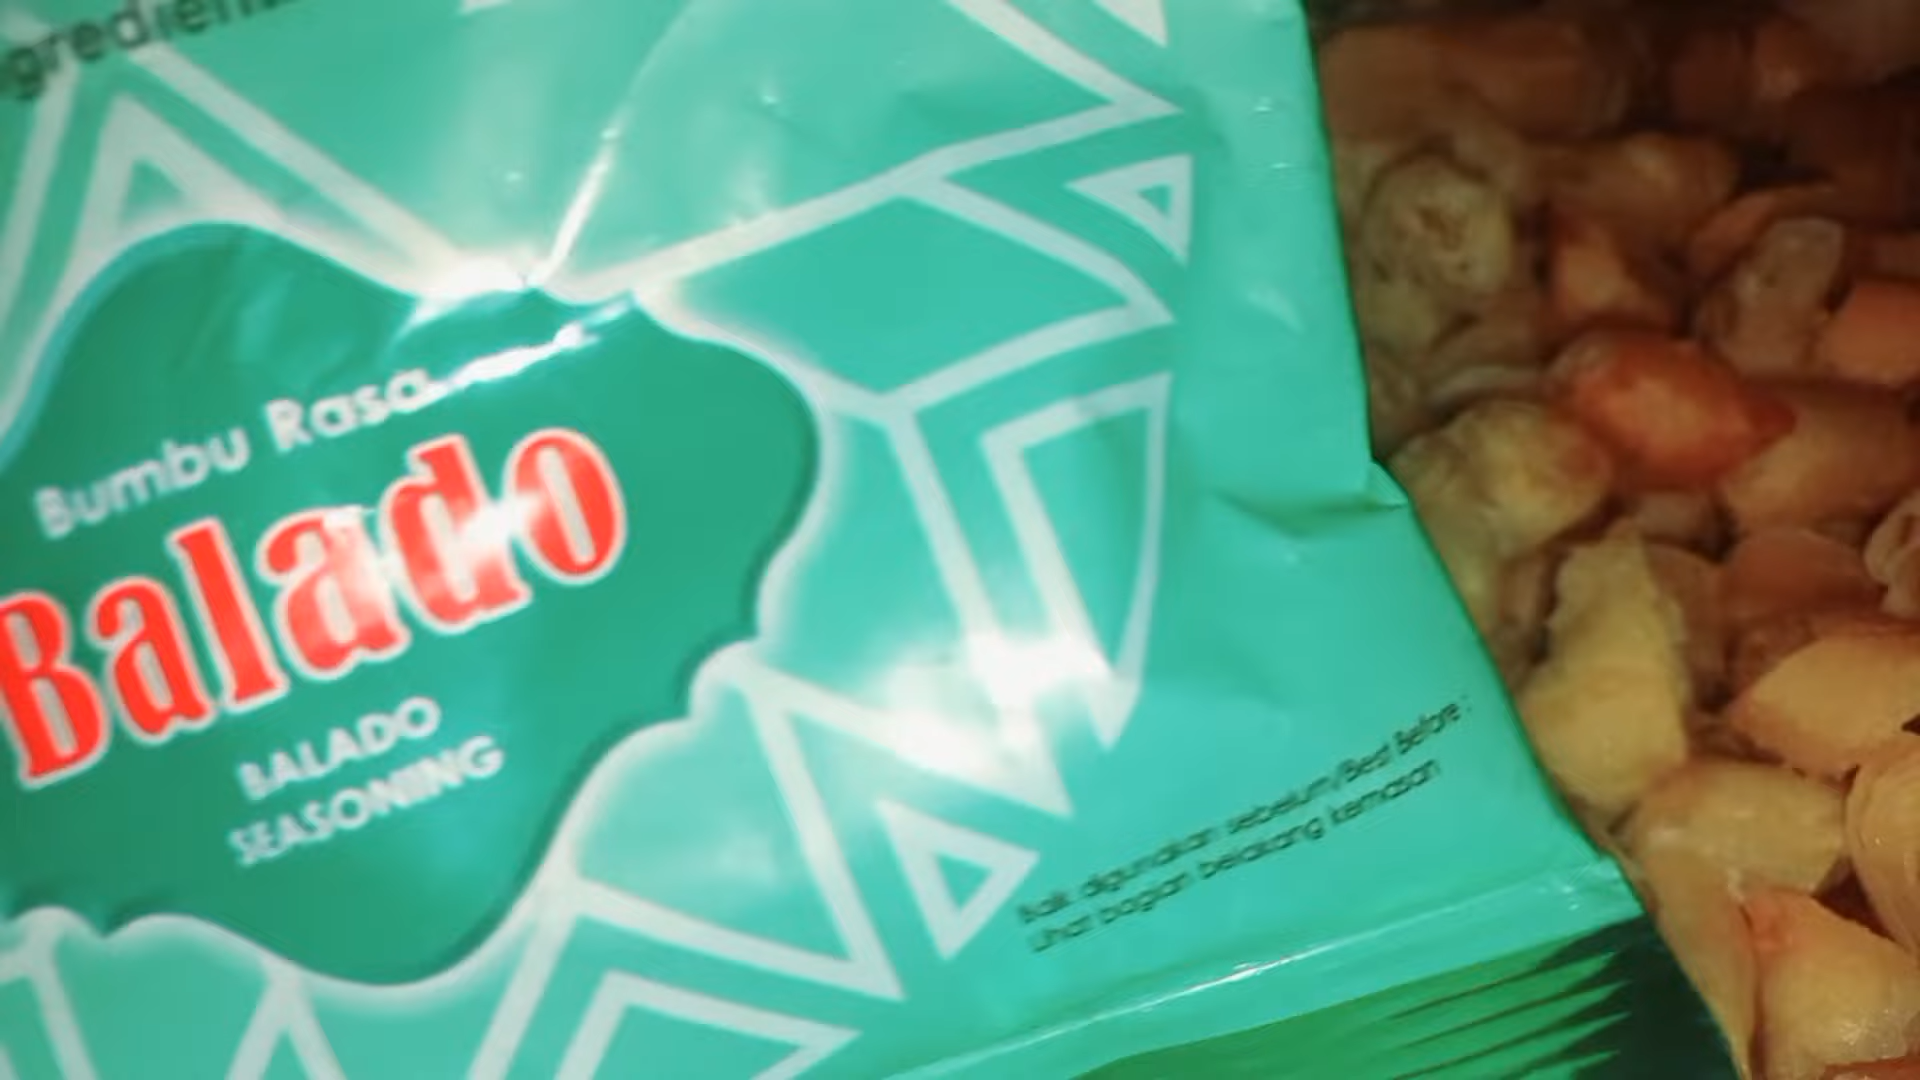 Bumbu Rasa
Balado
BALADO
SEASONING
Baik digunakan sebelum/Best Before :
Lihat bagian belakang kemasan